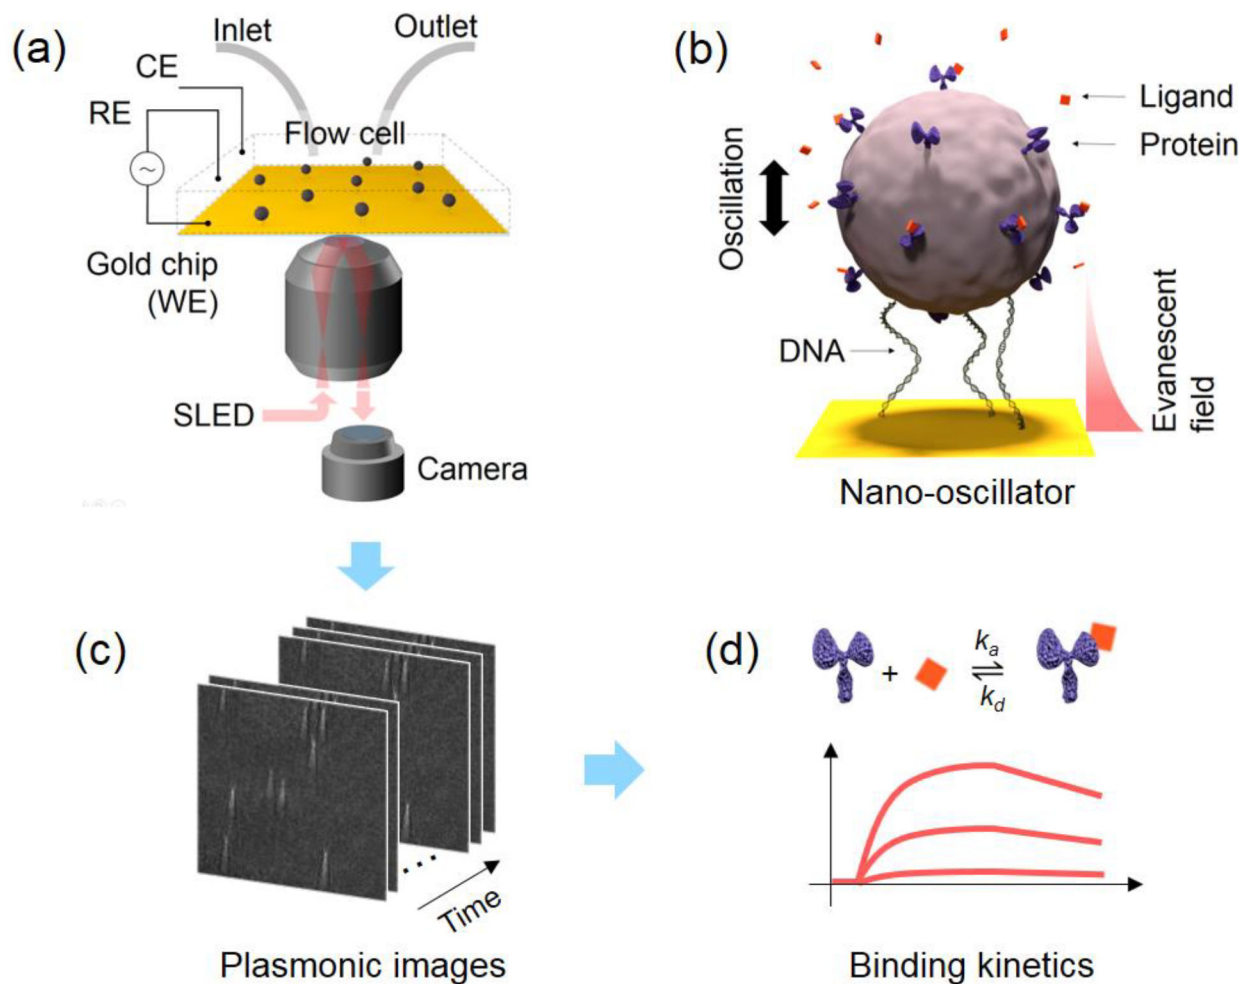 (a)
Inlet
Outlet
CE
RE
Flow cell
~
Gold chip
(WE)
SLED
Camera
(b)
Ligand
Protein
Oscillation
DNA
Evanescent
field
Nano-oscillator
(c)
...
Time
Plasmonic images
(d)
+
kₐ
k_d
Binding kinetics